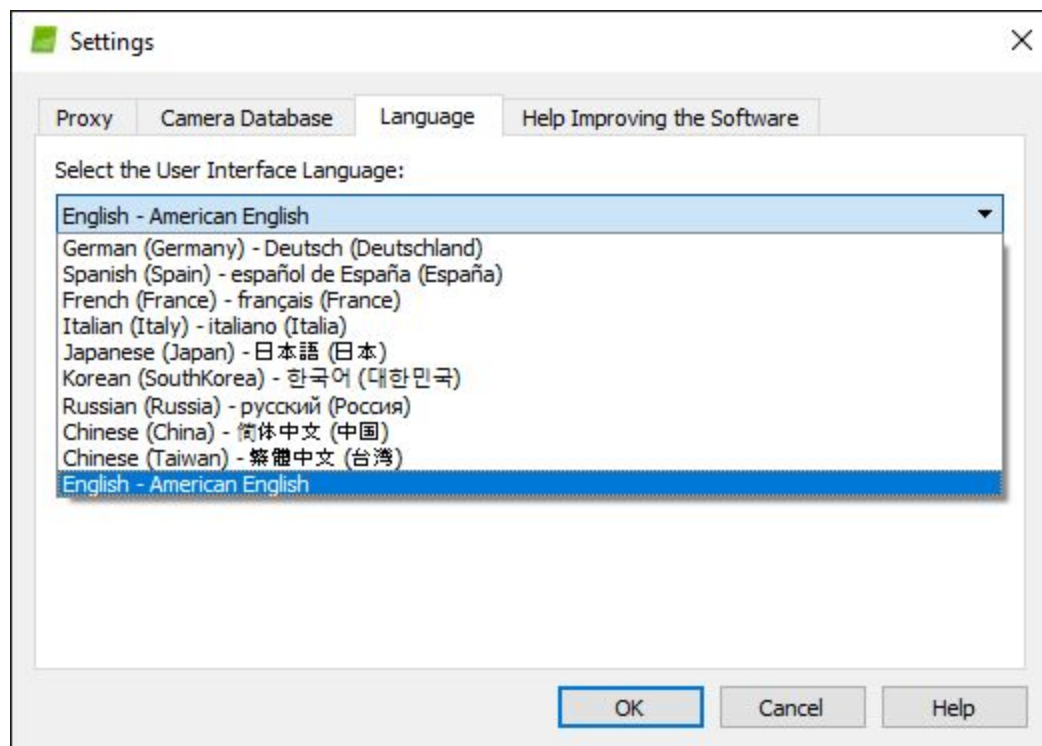 Settings
Proxy Camera Database Language Help Improving the Software
Select the User Interface Language:
English - American English
German (Germany) - Deutsch (Deutschland)
Spanish (Spain) - español de España (España)
French (France) - français (France)
Italian (Italy) - italiano (Italia)
Japanese (Japan) - 日本語 (日本)
Korean (SouthKorea) - 한국어 (대한민국)
Russian (Russia) - русский (Россия)
Chinese (China) - 简体中文 (中国)
Chinese (Taiwan) - 繁體中文 (台湾)
English - American English
OK Cancel Help